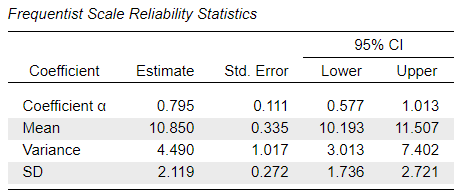 Frequentist Scale Reliability Statistics
95% CI
Coefficient Estimate Std. Error Lower Upper
Coefficient α 0.795 0.111 0.577 1.013
Mean 10.850 0.335 10.193 11.507
Variance 4.490 1.017 3.013 7.402
SD 2.119 0.272 1.736 2.721